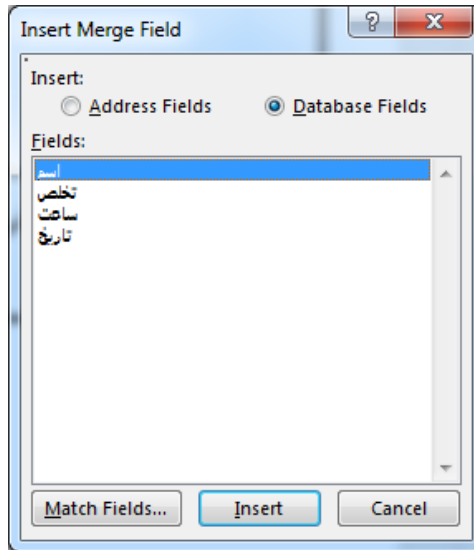 Insert Merge Field
Insert:
Address Fields
Database Fields
Fields:
اسم
تخلص
ساعت
تاریخ
Match Fields...
Insert
Cancel